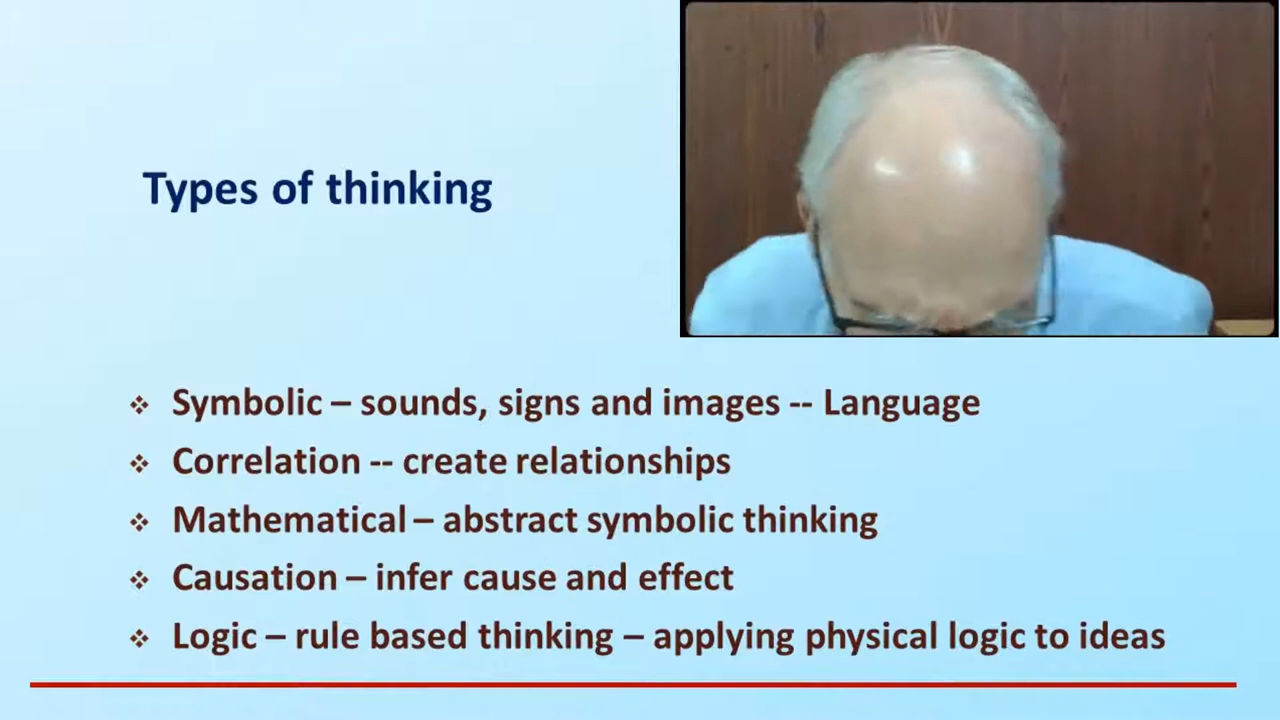 Types of thinking
❖ Symbolic – sounds, signs and images -- Language
❖ Correlation -- create relationships
❖ Mathematical – abstract symbolic thinking
❖ Causation – infer cause and effect
❖ Logic – rule based thinking – applying physical logic to ideas